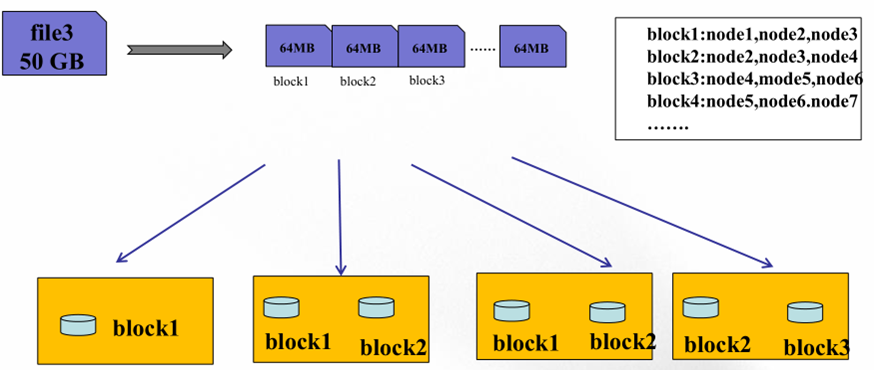 file3
50 GB
64MB
64MB
64MB
......
64MB
block1
block2
block3
block1:node1,node2,node3
block2:node2,node3,node4
block3:node4,mode5,node6
block4:node5,node6.node7
.......
block1
block1
block2
block1
block2
block2
block3